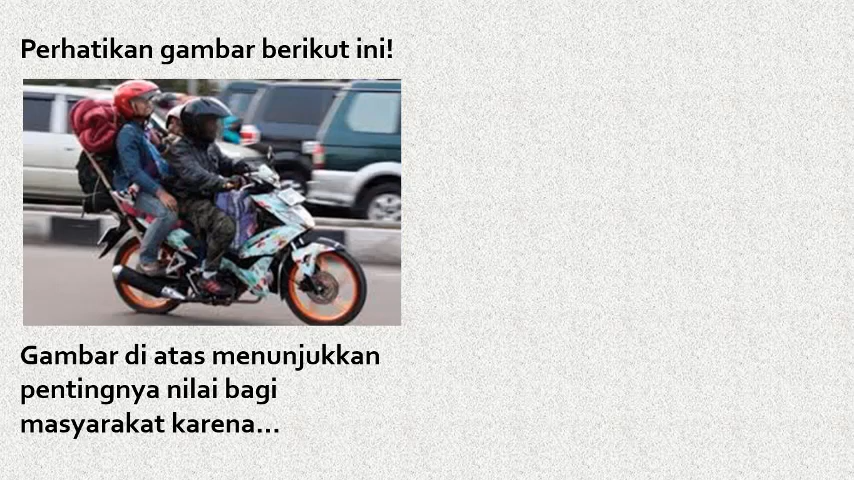 Perhatikan gambar berikut ini!
Gambar di atas menunjukkan
pentingnya nilai bagi
masyarakat karena...